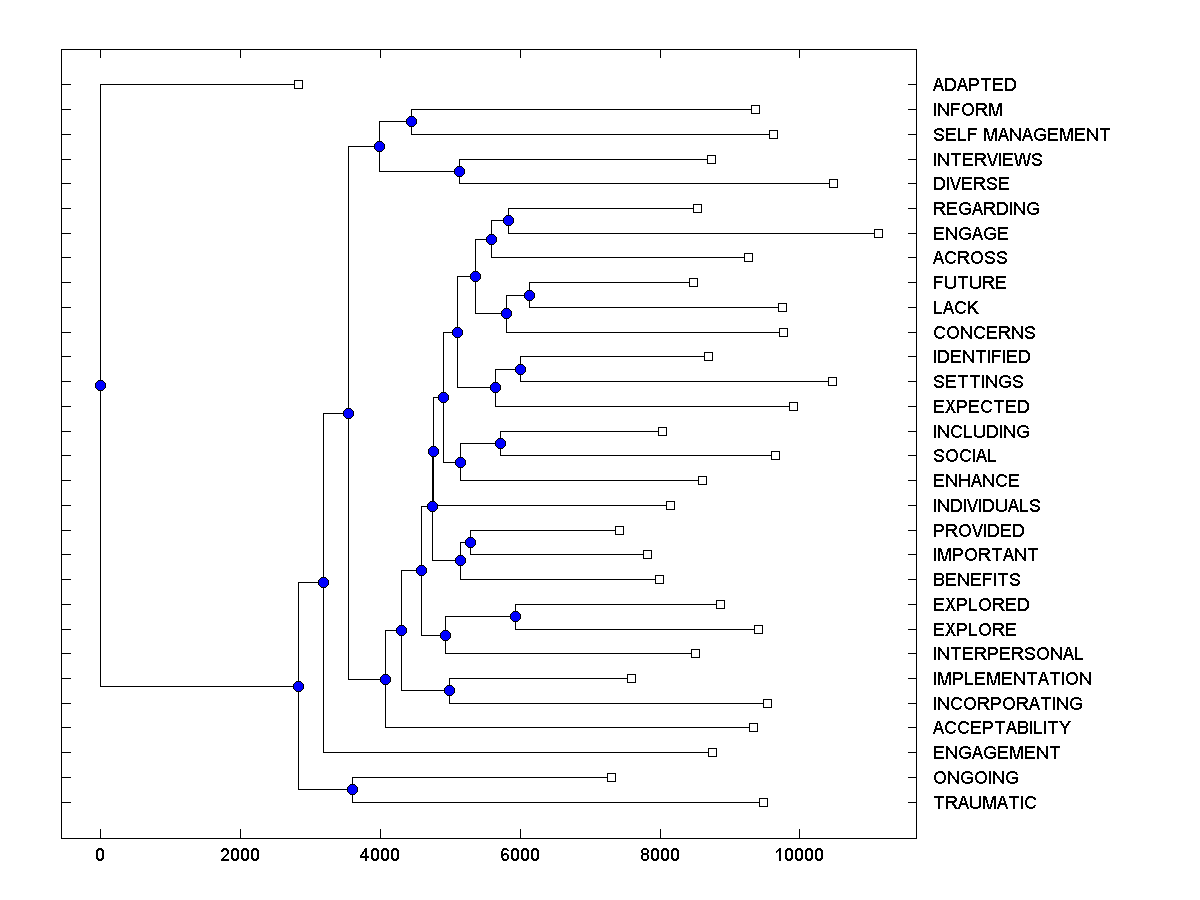 ADAPTED
INFORM
SELF MANAGEMENT
INTERVIEWS
DIVERSE
REGARDING
ENGAGE
ACROSS
FUTURE
LACK
CONCERNS
IDENTIFIED
SETTINGS
EXPECTED
INCLUDING
SOCIAL
ENHANCE
INDIVIDUALS
PROVIDED
IMPORTANT
BENEFITS
EXPLORED
EXPLORE
INTERPERSONAL
IMPLEMENTATION
INCORPORATING
ACCEPTABILITY
ENGAGEMENT
ONGOING
TRAUMATIC
0 2000 4000 6000 8000 10000